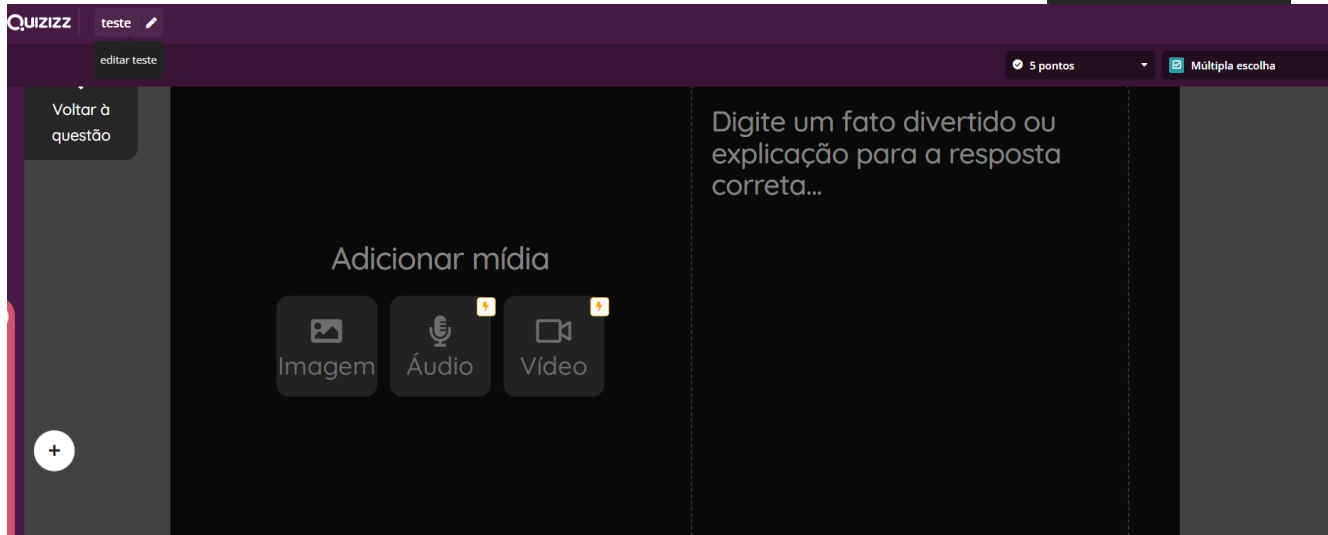 QUIZIZZ
teste
editar teste
5 pontos
Múltipla escolha
Voltar à
questão
Digite um fato divertido ou
explicação para a resposta
correta...
Adicionar mídia
Imagem
Áudio
Vídeo